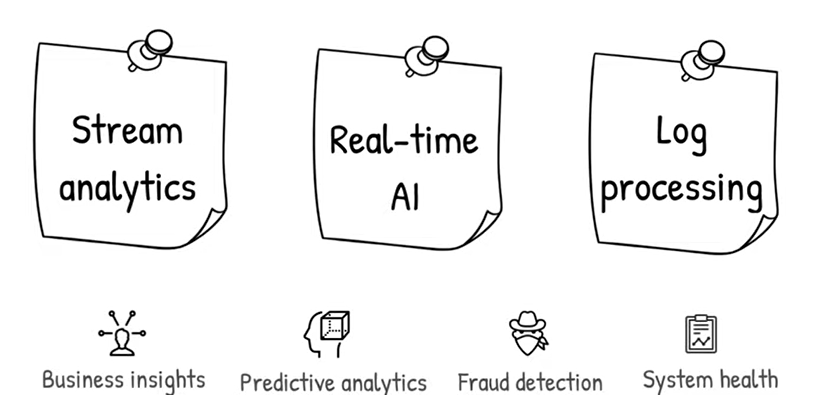 Stream
analytics
Real-time
AI
Log
processing
Business insights
Predictive analytics
Fraud detection
System health